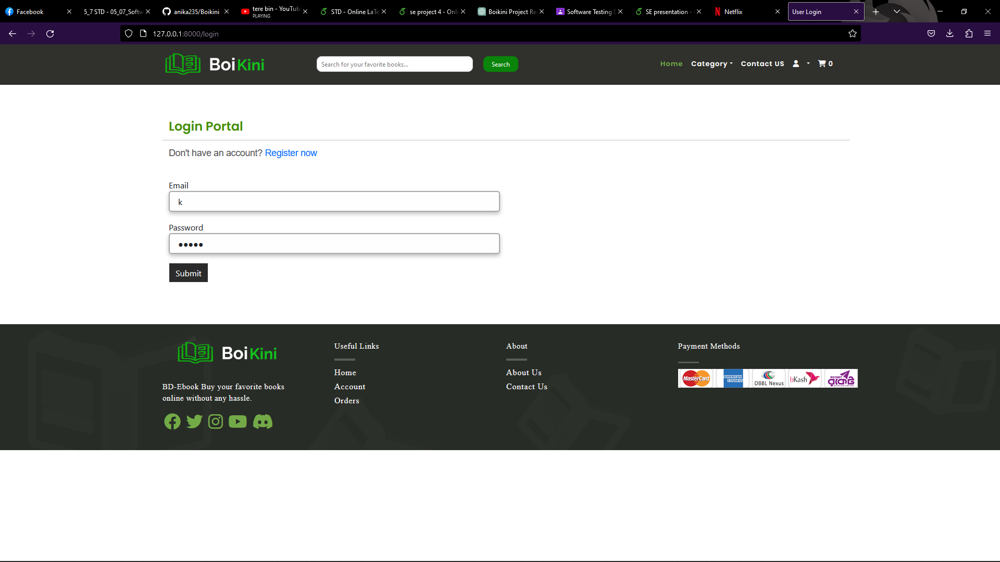 Facebook
5_7 STD - 05_07_Softw
anika235/Boikini
tere bin - YouTub
PLAYING
STD - Online LaTe
se project 4 - Onli
Boikini Project Re
Software Testing D
SE presentation -
Netflix
User Login
127.0.0.1:8000/login
BoiKini
Search for your favorite books...
Search
Home
Category
Contact US
0
Login Portal
Don't have an account? Register now
Email
k
Password
•••••
Submit
BoiKini
BD-Ebook Buy your favorite books
online without any hassle.
Useful Links
Home
Account
Orders
About
About Us
Contact Us
Payment Methods
MasterCard
AMERICAN EXPRESS
DBBL Nexus
bKash
ROCKET
রকেট